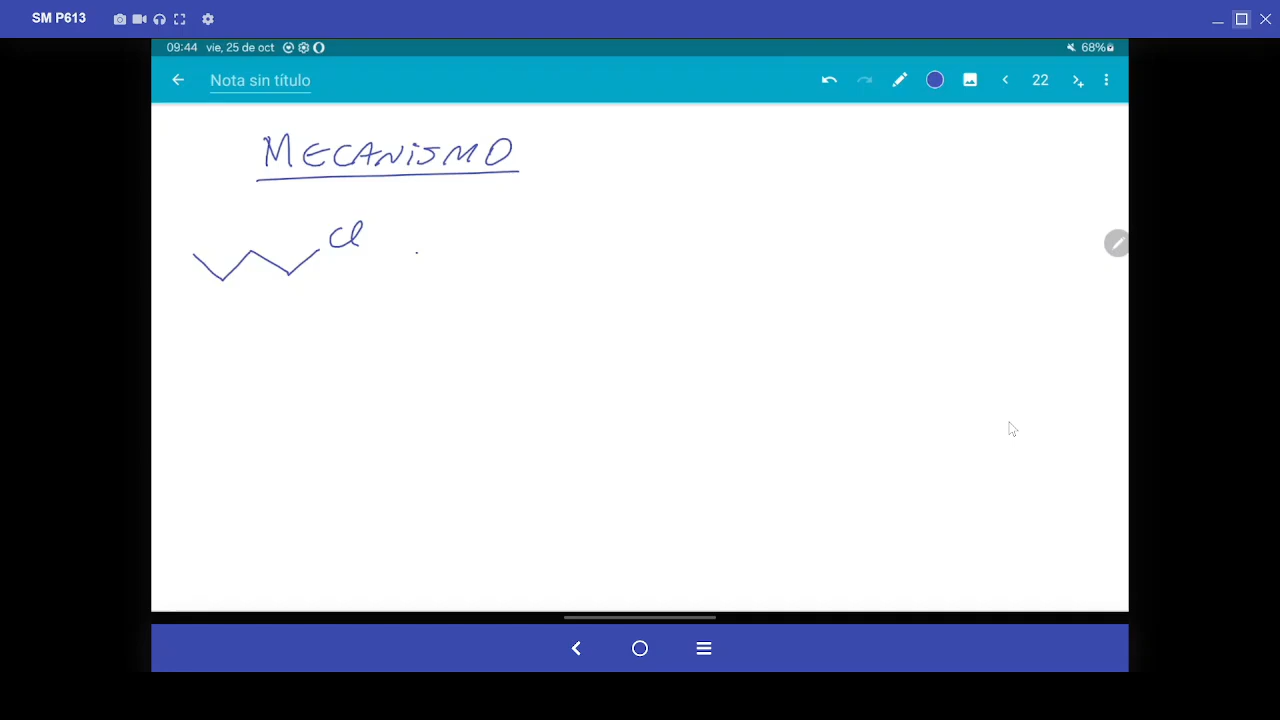 SM P613
09:44 vie, 25 de oct 68%
Nota sin título 22
MECANISMO
Cl